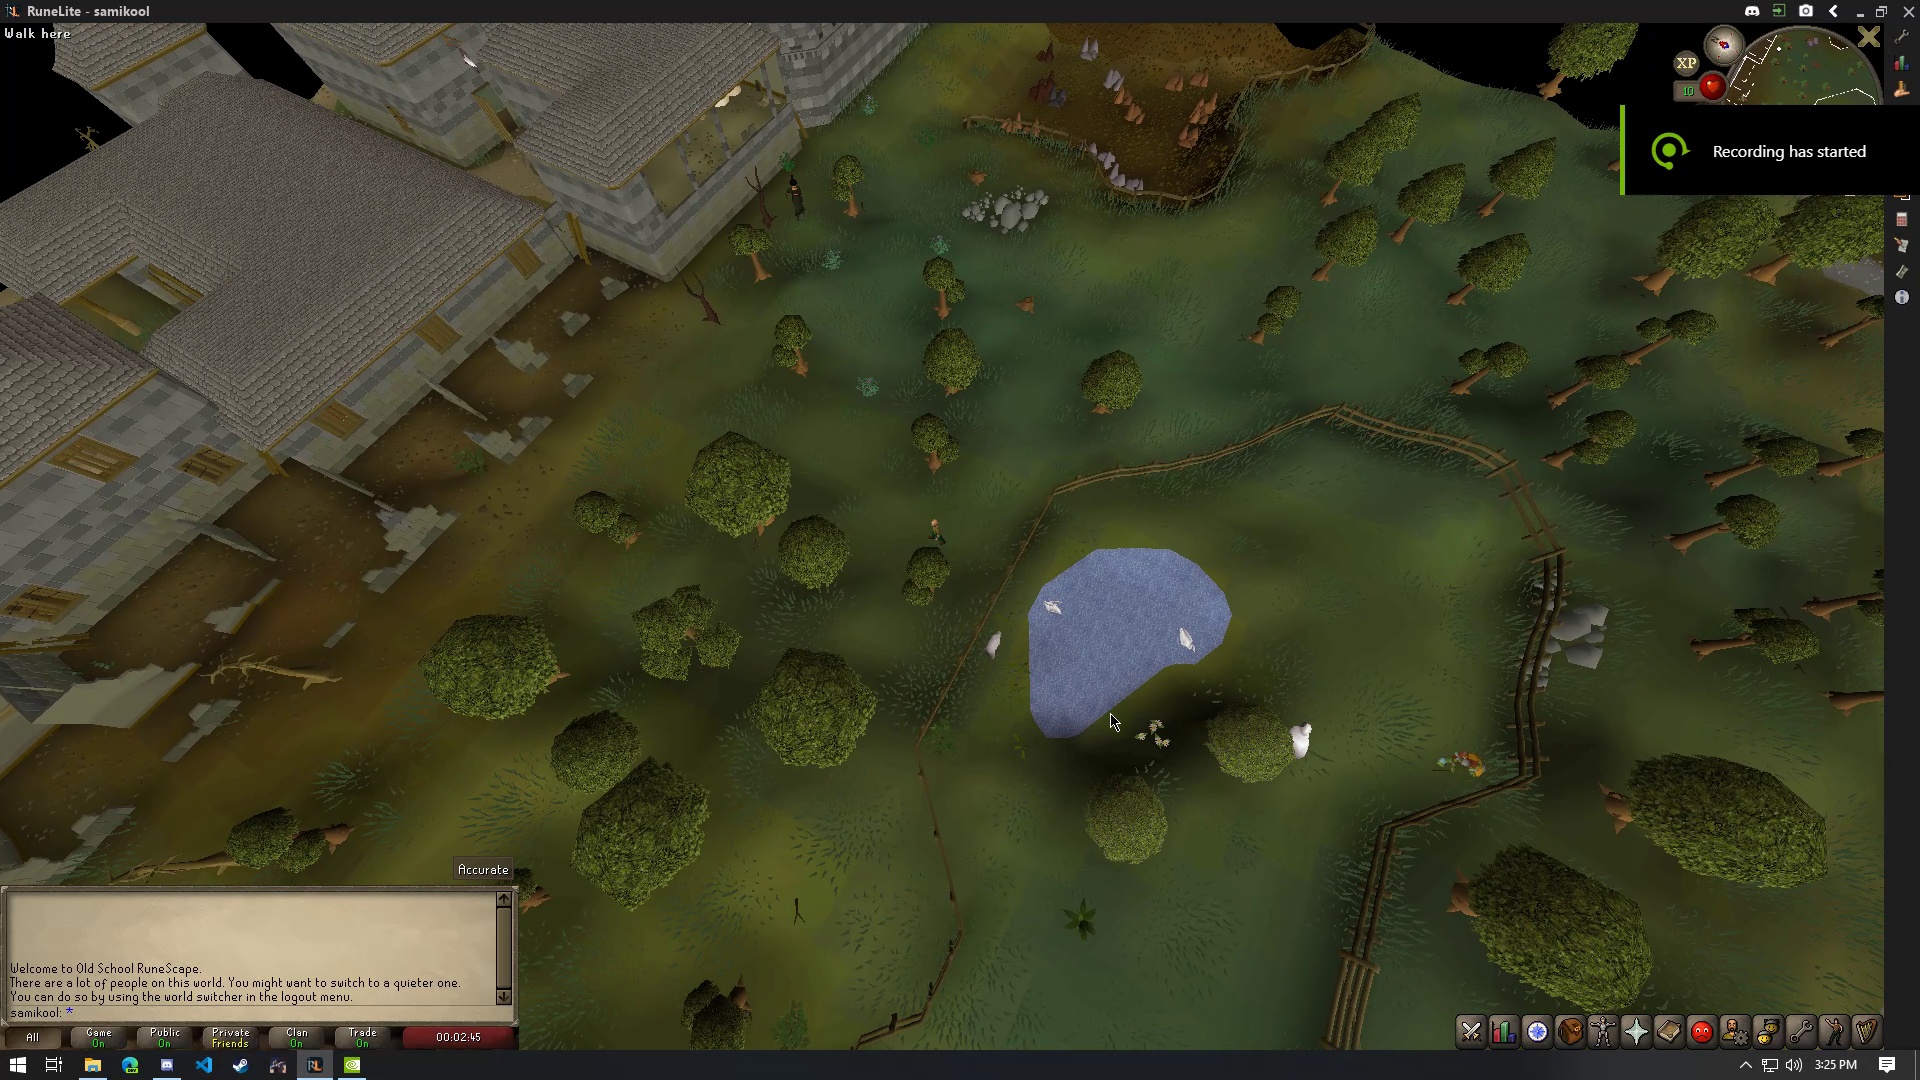 RuneLite - samikool
Walk here
XP
10
Recording has started
Accurate
Welcome to Old School RuneScape.
There are a lot of people on this world. You might want to switch to a quieter one.
You can do so by using the world switcher in the logout menu.
samikool: *
All
Game
On
Public
On
Private
Friends
Clan
On
Trade
On
00:02:45
3:25 PM